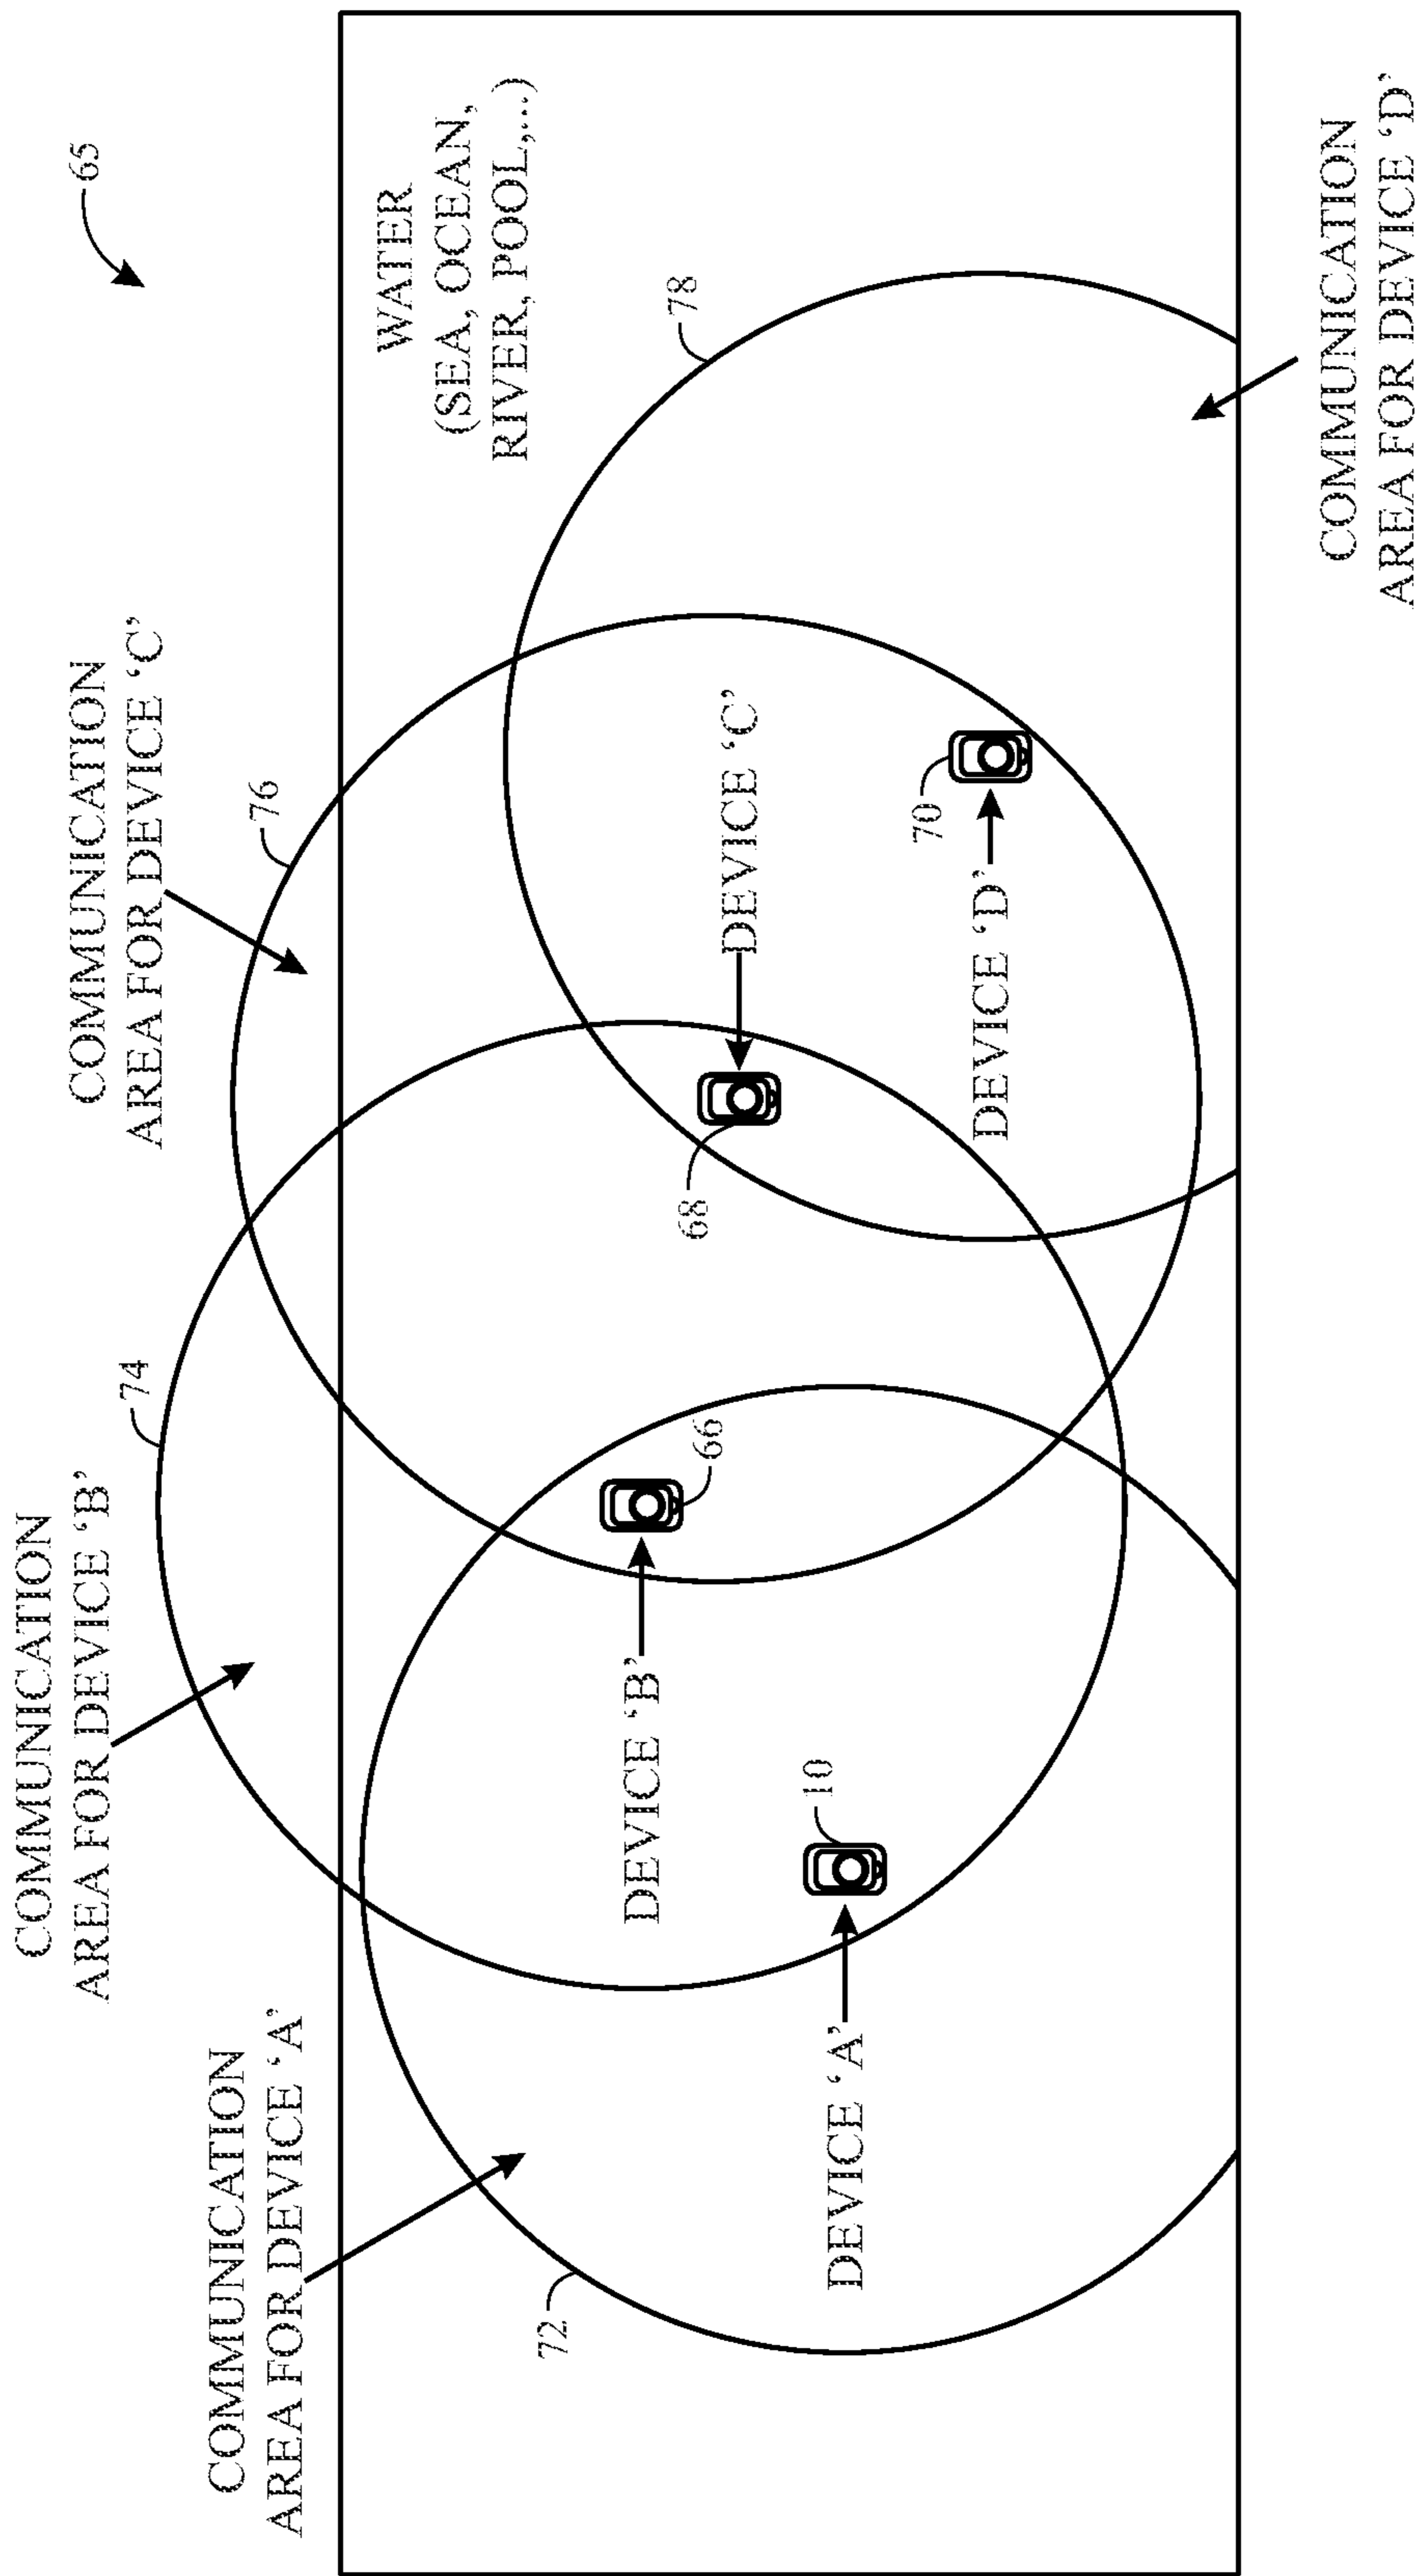 COMMUNICATION
AREA FOR DEVICE ‘B’
COMMUNICATION
AREA FOR DEVICE ‘C’
65
74
COMMUNICATION
AREA FOR DEVICE ‘A’
76
WATER
(SEA, OCEAN,
RIVER, POOL,...)
72
DEVICE ‘B’
78
68
66
DEVICE ‘C’
10
DEVICE ‘A’
70
DEVICE ‘D’
COMMUNICATION
AREA FOR DEVICE ‘D’